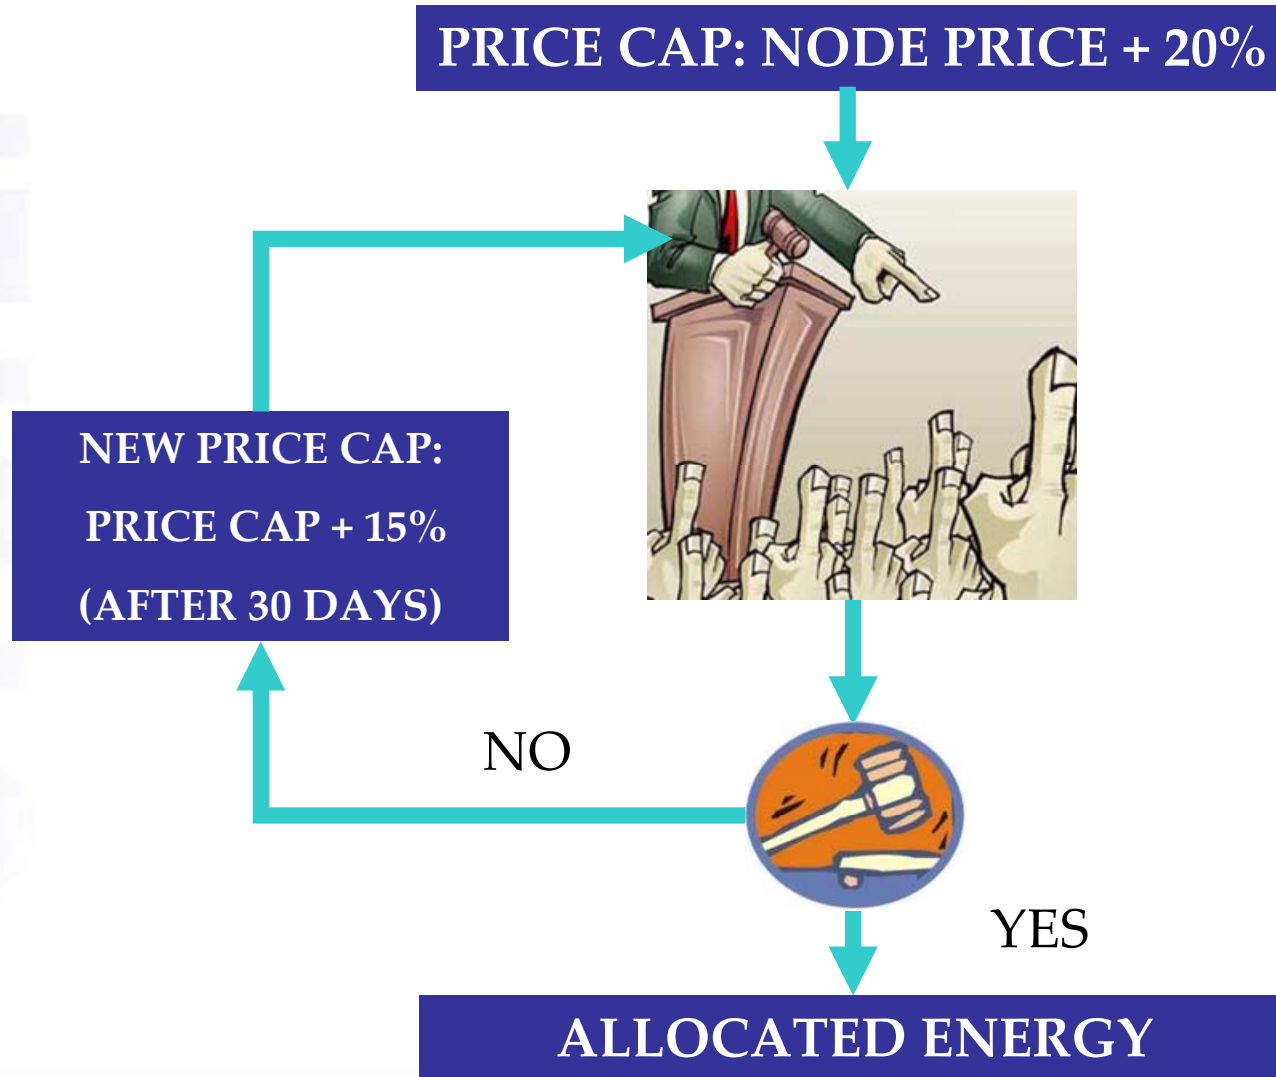 PRICE CAP: NODE PRICE + 20%
NEW PRICE CAP:
PRICE CAP + 15%
(AFTER 30 DAYS)
NO
YES
ALLOCATED ENERGY